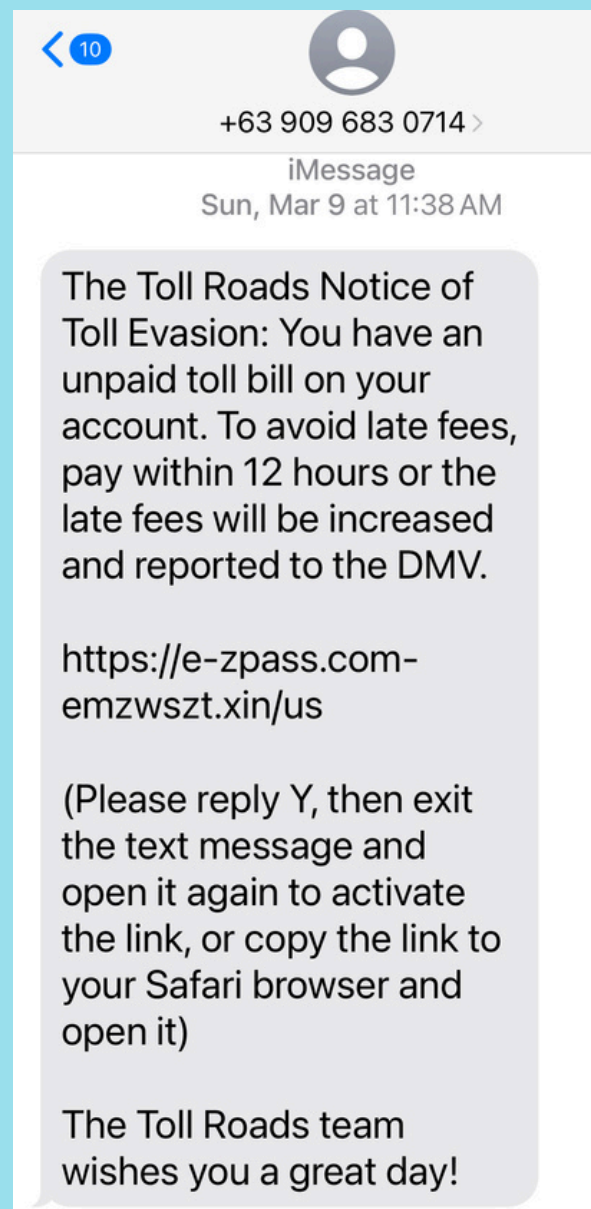 10
+63 909 683 0714
iMessage
Sun, Mar 9 at 11:38 AM
The Toll Roads Notice of
Toll Evasion: You have an
unpaid toll bill on your
account. To avoid late fees,
pay within 12 hours or the
late fees will be increased
and reported to the DMV.
https://e-zpass.com-
emzwszt.xin/us
(Please reply Y, then exit
the text message and
open it again to activate
the link, or copy the link to
your Safari browser and
open it)
The Toll Roads team
wishes you a great day!